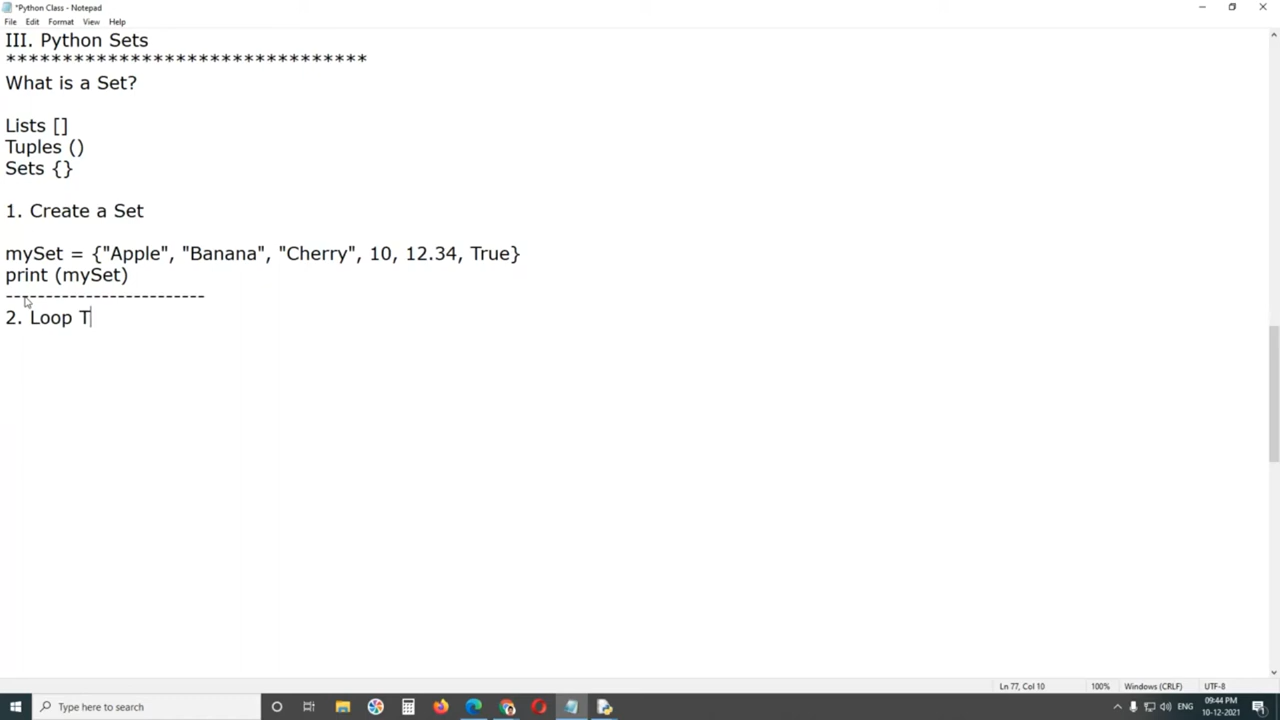 *Python Class - Notepad
File Edit Format View Help
III. Python Sets
********************************
What is a Set?
Lists []
Tuples ()
Sets {}
1. Create a Set
mySet = {"Apple", "Banana", "Cherry", 10, 12.34, True}
print (mySet)
-------------------------
2. Loop T
Ln 77, Col 10 100% Windows (CRLF) UTF-8
Type here to search
ENG
09:44 PM
10-12-2021
1